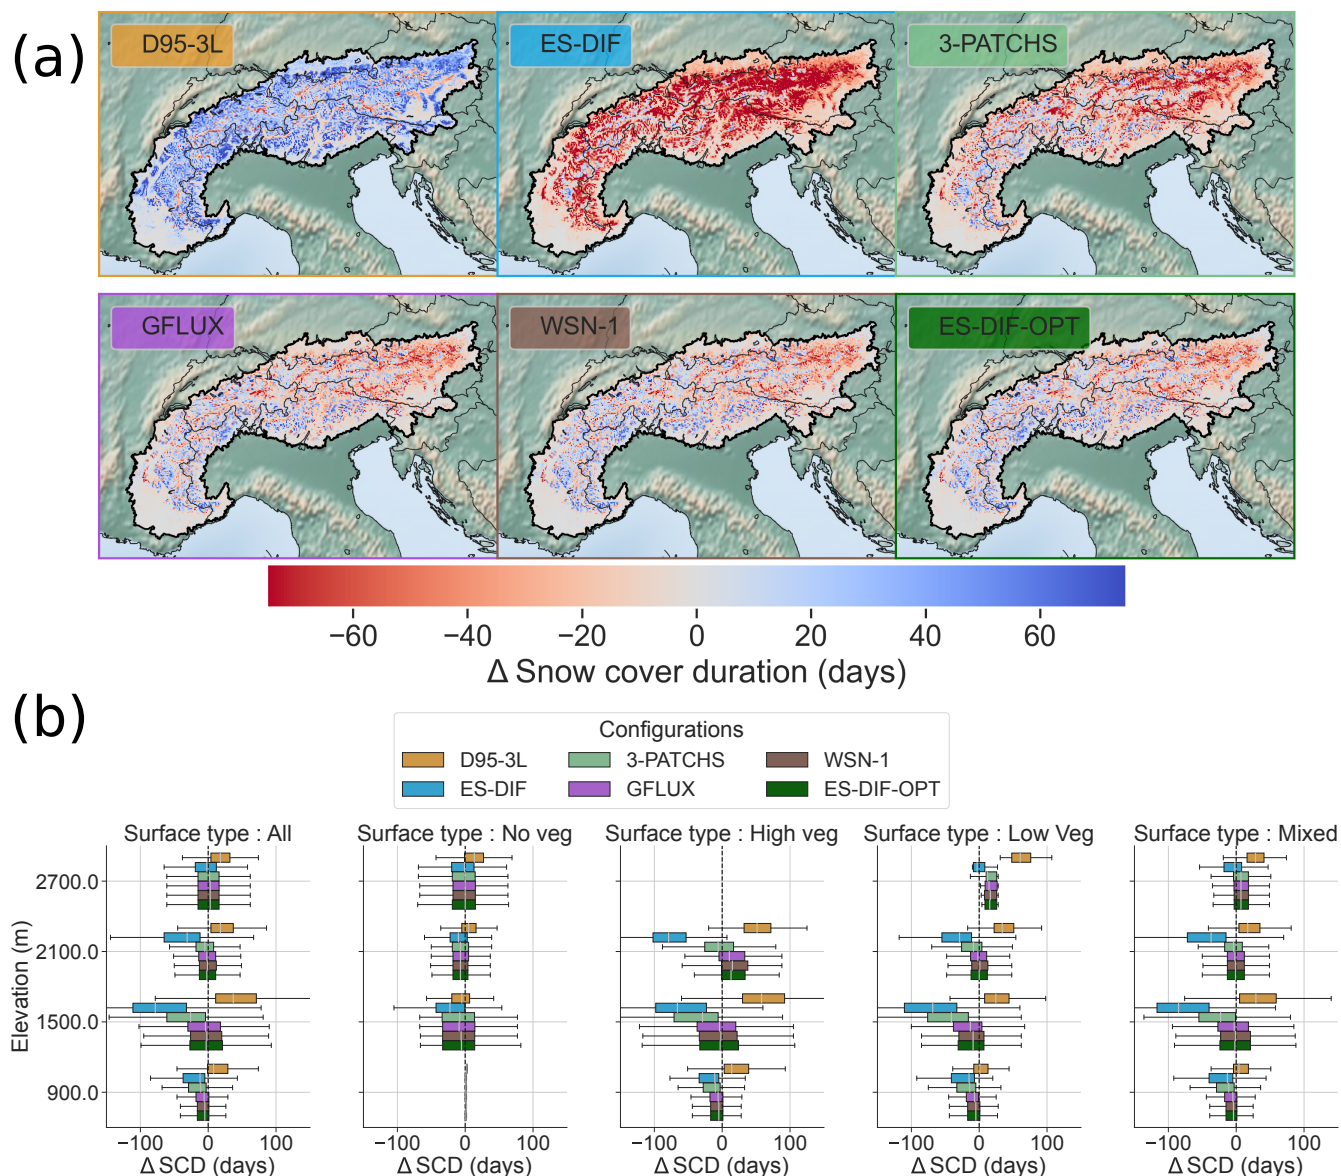 (a)
D95-3L
ES-DIF
3-PATCHS
GFLUX
WSN-1
ES-DIF-OPT
−60 −40 −20 0 20 40 60
Δ Snow cover duration (days)
(b)
Configurations
D95-3L 3-PATCHS WSN-1
ES-DIF GFLUX ES-DIF-OPT
Surface type : All
Surface type : No veg
Surface type : High veg
Surface type : Low Veg
Surface type : Mixed
Elevation (m)
2700.0
2100.0
1500.0
900.0
−100 0 100
−100 0 100
−100 0 100
−100 0 100
−100 0 100
Δ SCD (days)
Δ SCD (days)
Δ SCD (days)
Δ SCD (days)
Δ SCD (days)